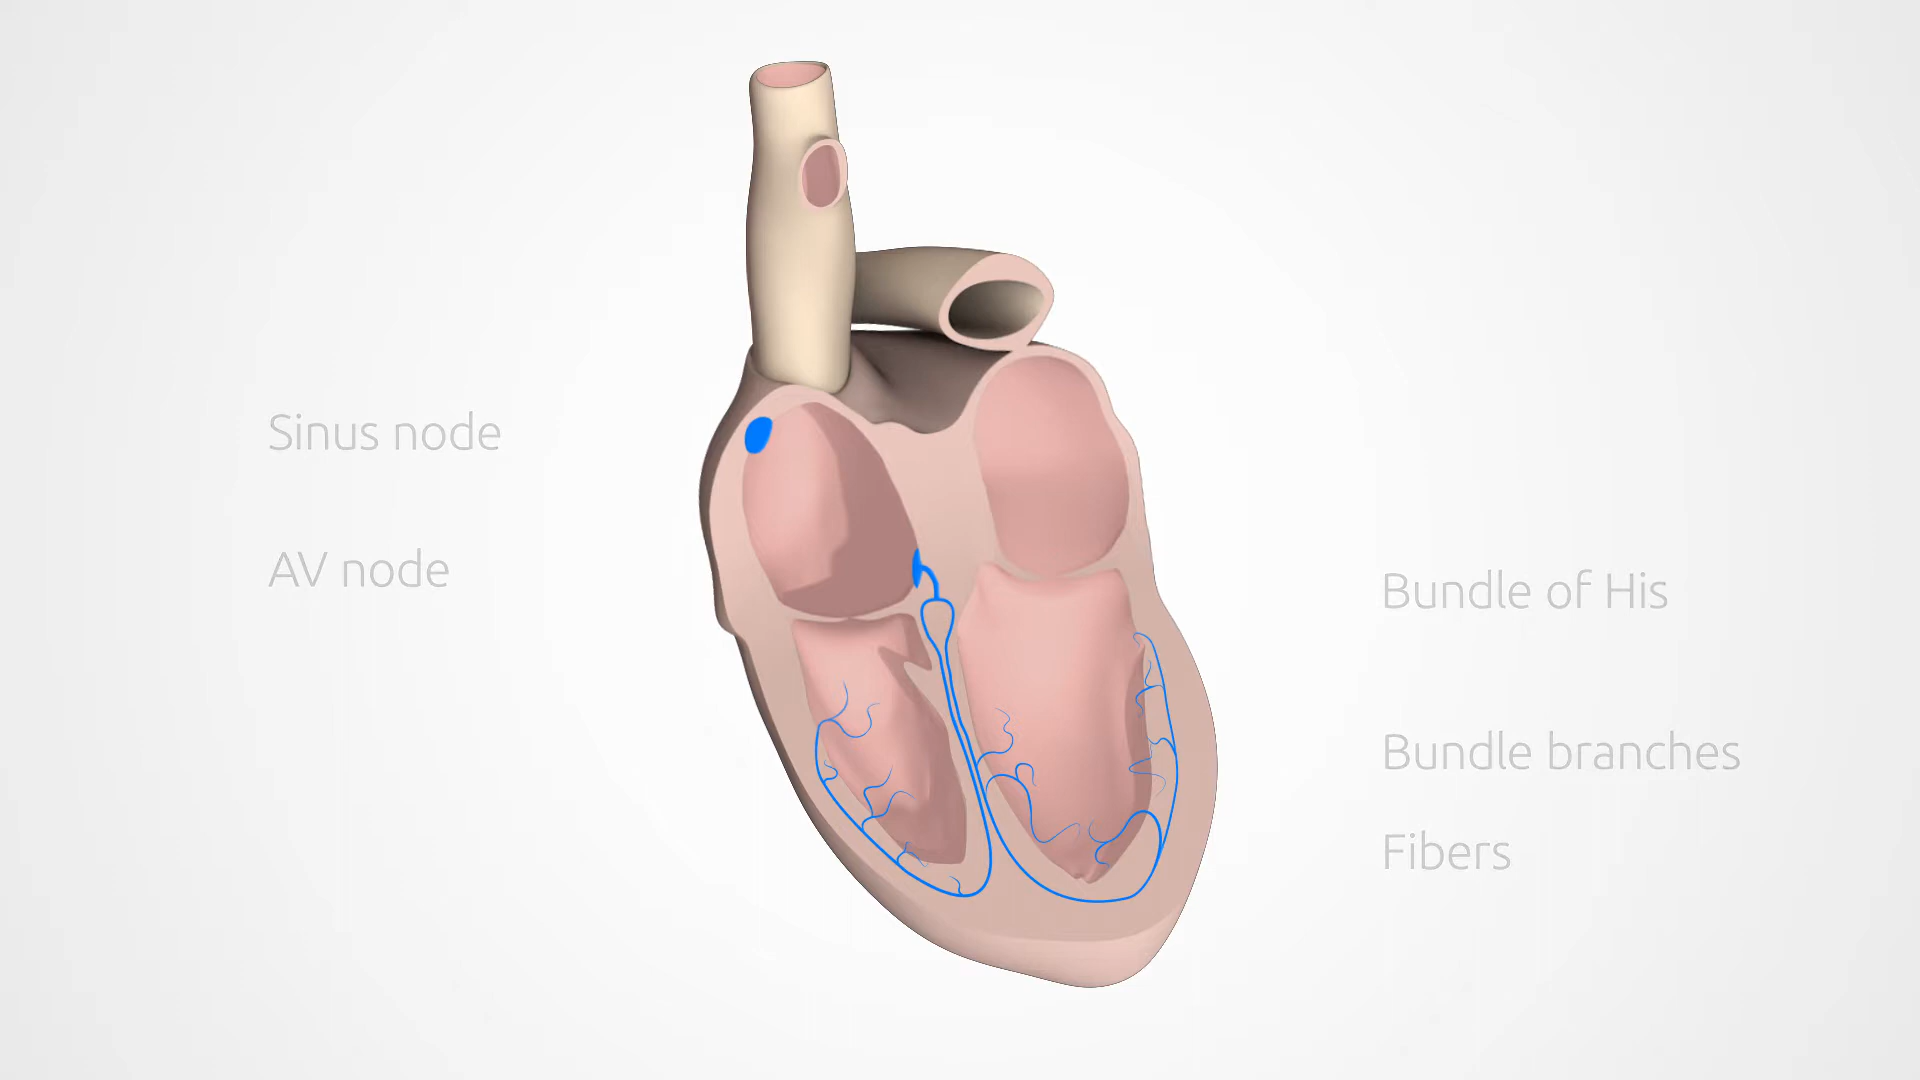 Sinus node
AV node
Bundle of His
Bundle branches
Fibers